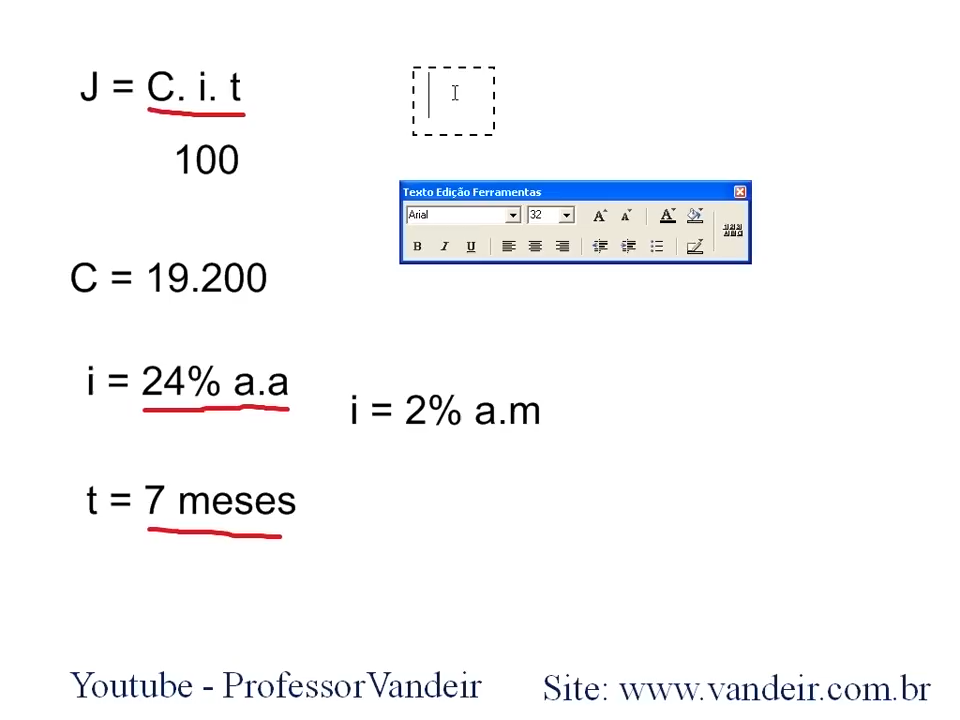 J = C. i. t
100
Texto Edição Ferramentas
Arial 32
B I U
C = 19.200
i = 24% a.a
i = 2% a.m
t = 7 meses
Youtube - ProfessorVandeir
Site: www.vandeir.com.br